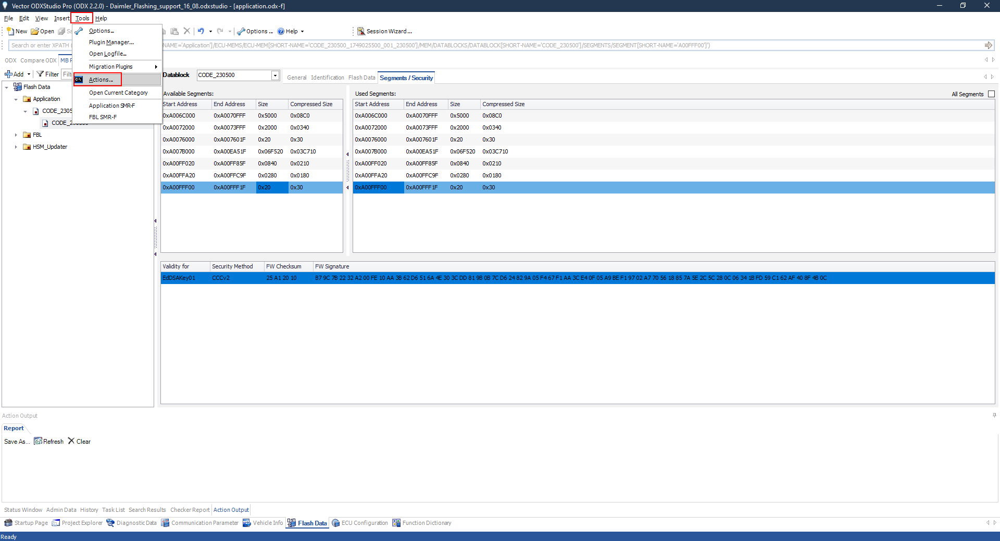 Vector ODXStudio Pro (ODX 2.2.0) - Daimler_Flashing_support_16_08.odxstudio - [application.odx-f]
File Edit View Insert Tools Help
New Open Options ... Help Session Wizard ...
Search or enter XPATH ( NAME='Application']/ECU-MEMS/ECU-MEM[SHORT-NAME='CODE_230500_1749025500_001_230500']/MEM/DATABLOCKS/DATABLOCK[SHORT-NAME='CODE_230500']/SEGMENTS/SEGMENT[SHORT-NAME='A00FFF00']')
Options...
Plugin Manager...
Open Logfile...
Migration Plugins
Actions...
Open Current Category
Application SMR-F
FBL SMR-F
ODX Compare ODX MB
Add Filter
Flash Data
Application
CODE_2305
CODE_230500
FBL
HSM_Updater
Datablock CODE_230500 General Identification Flash Data Segments / Security
Available Segments:
Start Address End Address Size Compressed Size
0xA006C000 0xA0070FFF 0x5000 0x08C0
0xA0072000 0xA0073FFF 0x2000 0x0340
0xA0076000 0xA007601F 0x20 0x30
0xA007B000 0xA00EA51F 0x06F520 0x03C710
0xA00FF020 0xA00FF85F 0x0840 0x0210
0xA00FFA20 0xA00FFC9F 0x0280 0x0180
0xA00FFF00 0xA00FFF1F 0x20 0x30
Used Segments: All Segments
Start Address End Address Size Compressed Size
0xA006C000 0xA0070FFF 0x5000 0x08C0
0xA0072000 0xA0073FFF 0x2000 0x0340
0xA0076000 0xA007601F 0x20 0x30
0xA007B000 0xA00EA51F 0x06F520 0x03C710
0xA00FF020 0xA00FF85F 0x0840 0x0210
0xA00FFA20 0xA00FFC9F 0x0280 0x0180
0xA00FFF00 0xA00FFF1F 0x20 0x30
Validity for Security Method FW Checksum FW Signature
EdDSAKey01 CCCv2 25 A1 20 10 B7 9C 7B 22 32 A2 00 FE 10 AA 3B 62 D6 51 6A 4E 30 3C DD 81 9B 0B 7C D6 24 82 9A 05 F4 67 F1 AA 3C E4 0F 05 A9 BE F1 97 02 A7 70 56 18 85 7A 5E 2C 5C 28 0C 06 34 1B FD 59 C1 62 AF 40 8F 4B 0C
Action Output
Report
Save As... Refresh Clear
Status Window Admin Data History Task List Search Results Checker Report Action Output
Startup Page Project Explorer Diagnostic Data Communication Parameter Vehicle Info Flash Data ECU Configuration Function Dictionary
Ready